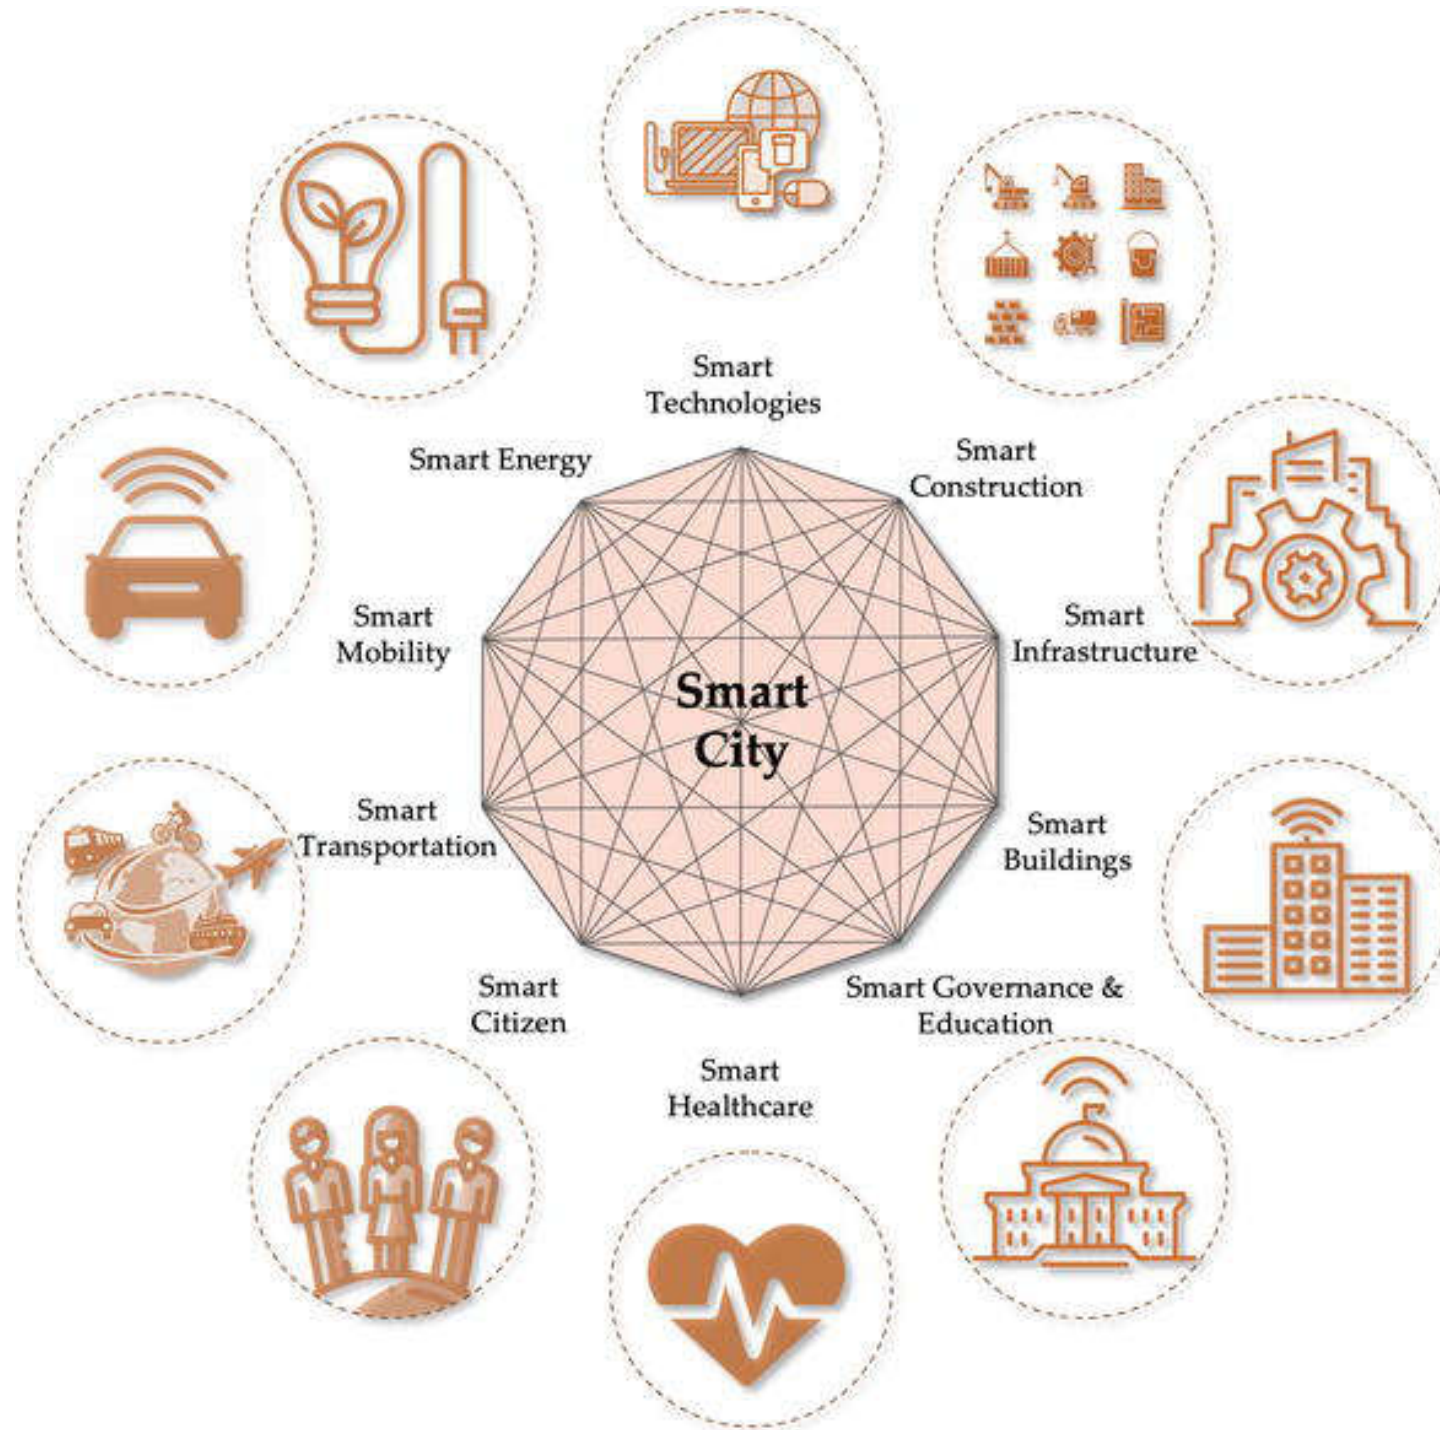 Smart
Technologies
Smart Energy
Smart
Construction
Smart
Mobility
Smart
Infrastructure
Smart
City
Smart
Transportation
Smart
Buildings
Smart
Citizen
Smart Governance &
Education
Smart
Healthcare